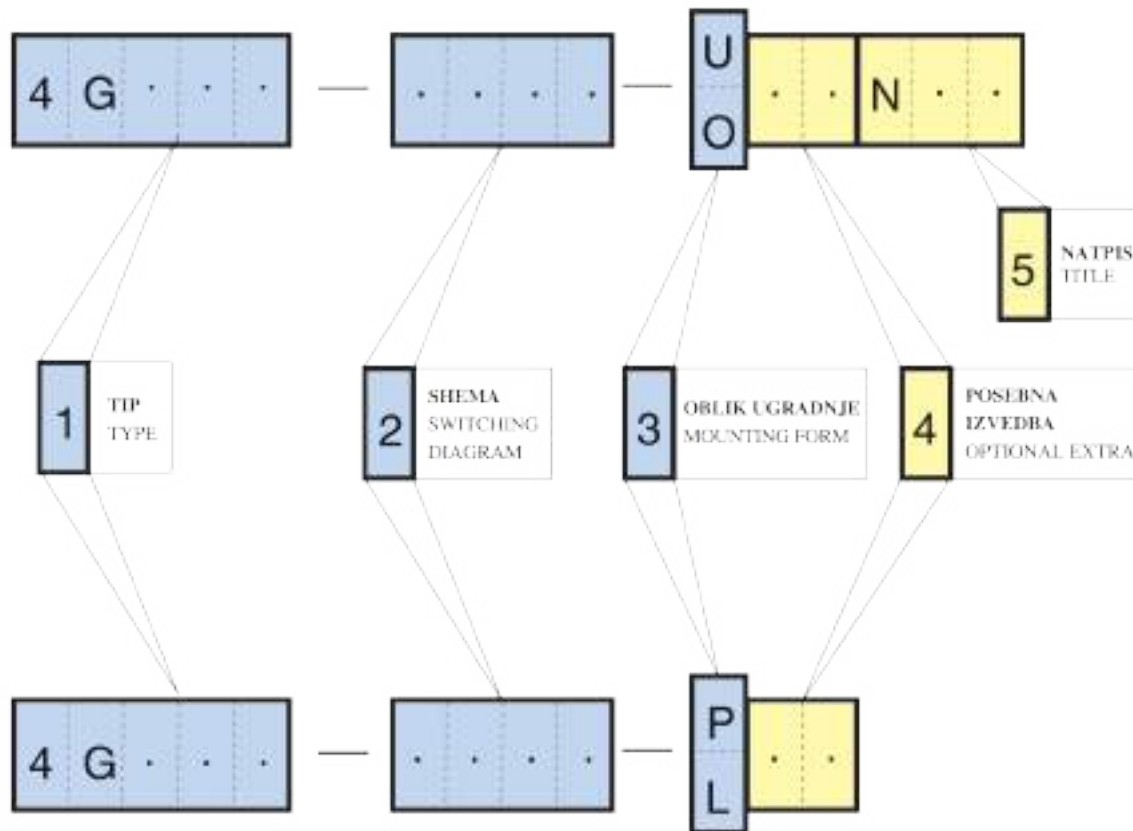 4 G . . . — . . . . — U . . N . .
O
5 NATPIS
TITLE
1 TIP
TYPE
2 SHEMA
SWITCHING
DIAGRAM
3 OBLIK UGRADNJE
MOUNTING FORM
4 POSEBNA
IZVEDBA
OPTIONAL EXTRA
4 G . . . — . . . . — P . .
L